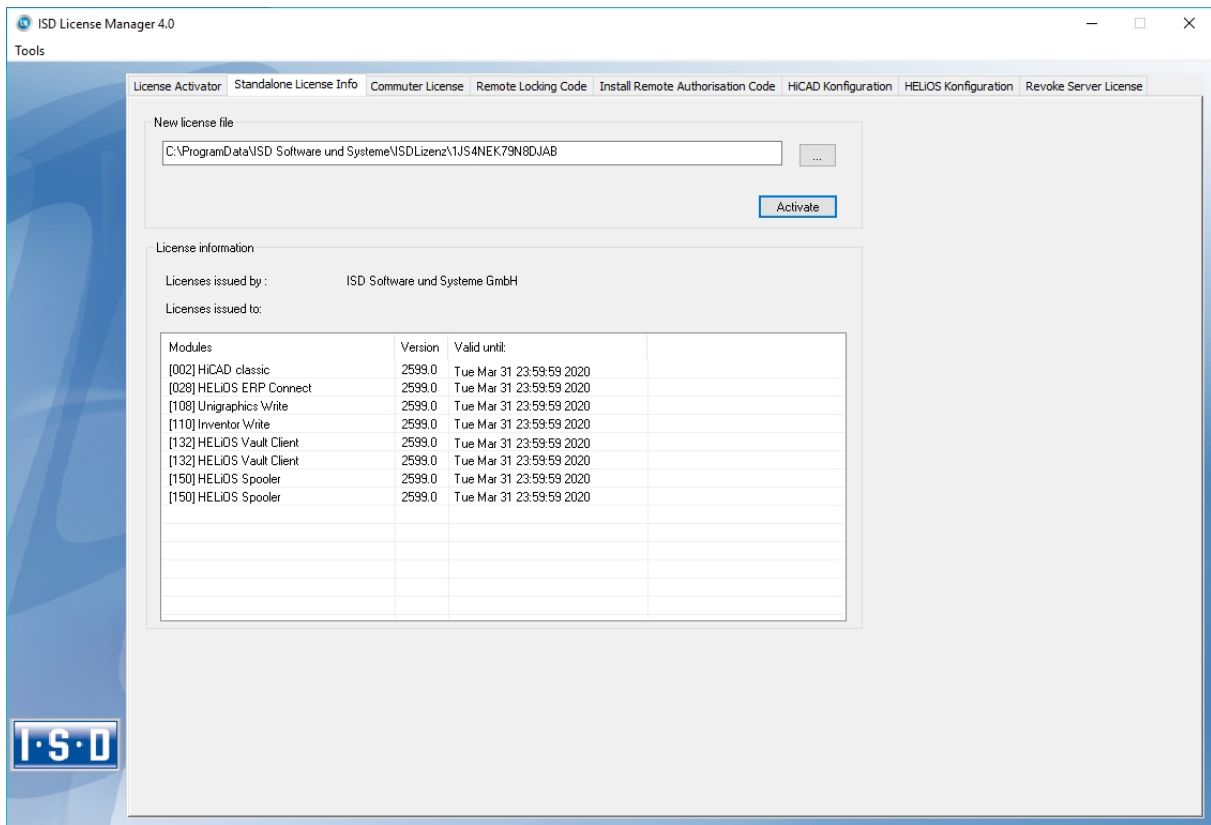 ISD License Manager 4.0
Tools
License Activator Standalone License Info Commuter License Remote Locking Code Install Remote Authorisation Code HiCAD Konfiguration HELiOS Konfiguration Revoke Server License
New license file
C:\ProgramData\ISD Software und Systeme\ISDLizenz\1JS4NEK79N8DJAB
...
Activate
License information
Licenses issued by : ISD Software und Systeme GmbH
Licenses issued to:
Modules Version Valid until:
[002] HiCAD classic 2599.0 Tue Mar 31 23:59:59 2020
[028] HELiOS ERP Connect 2599.0 Tue Mar 31 23:59:59 2020
[108] Unigraphics Write 2599.0 Tue Mar 31 23:59:59 2020
[110] Inventor Write 2599.0 Tue Mar 31 23:59:59 2020
[132] HELiOS Vault Client 2599.0 Tue Mar 31 23:59:59 2020
[132] HELiOS Vault Client 2599.0 Tue Mar 31 23:59:59 2020
[150] HELiOS Spooler 2599.0 Tue Mar 31 23:59:59 2020
[150] HELiOS Spooler 2599.0 Tue Mar 31 23:59:59 2020
I·S·D